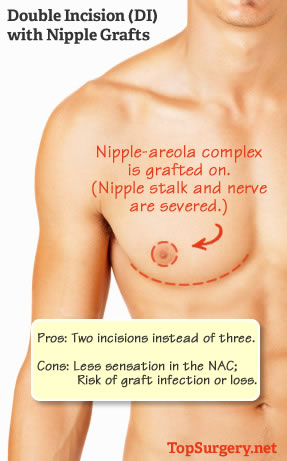 Double Incision (DI)
with Nipple Grafts
Nipple-areola complex
is grafted on.
(Nipple stalk and nerve
are severed.)
Pros: Two incisions instead of three.
Cons: Less sensation in the NAC;
Risk of graft infection or loss.
TopSurgery.net